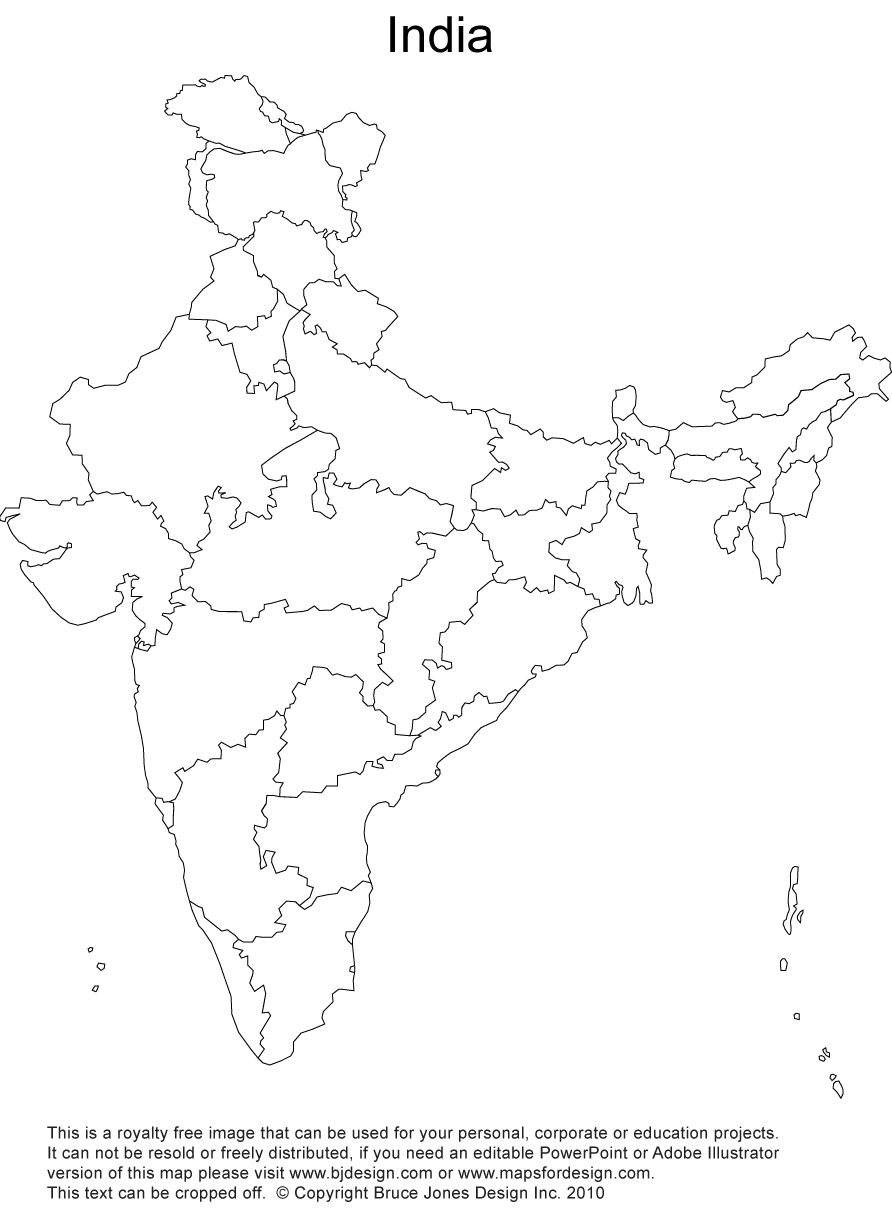 India
This is a royalty free image that can be used for your personal, corporate or education projects.
It can not be resold or freely distributed, if you need an editable PowerPoint or Adobe Illustrator
version of this map please visit www.bjdesign.com or www.mapsfordesign.com.
This text can be cropped off.  © Copyright Bruce Jones Design Inc. 2010